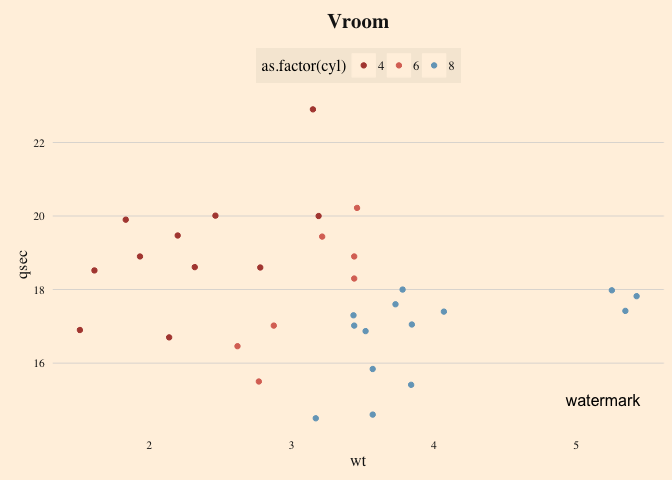 Vroom
as.factor(cyl) 4 6 8
22
20
18
16
qsec
watermark
2 3 4 5
wt